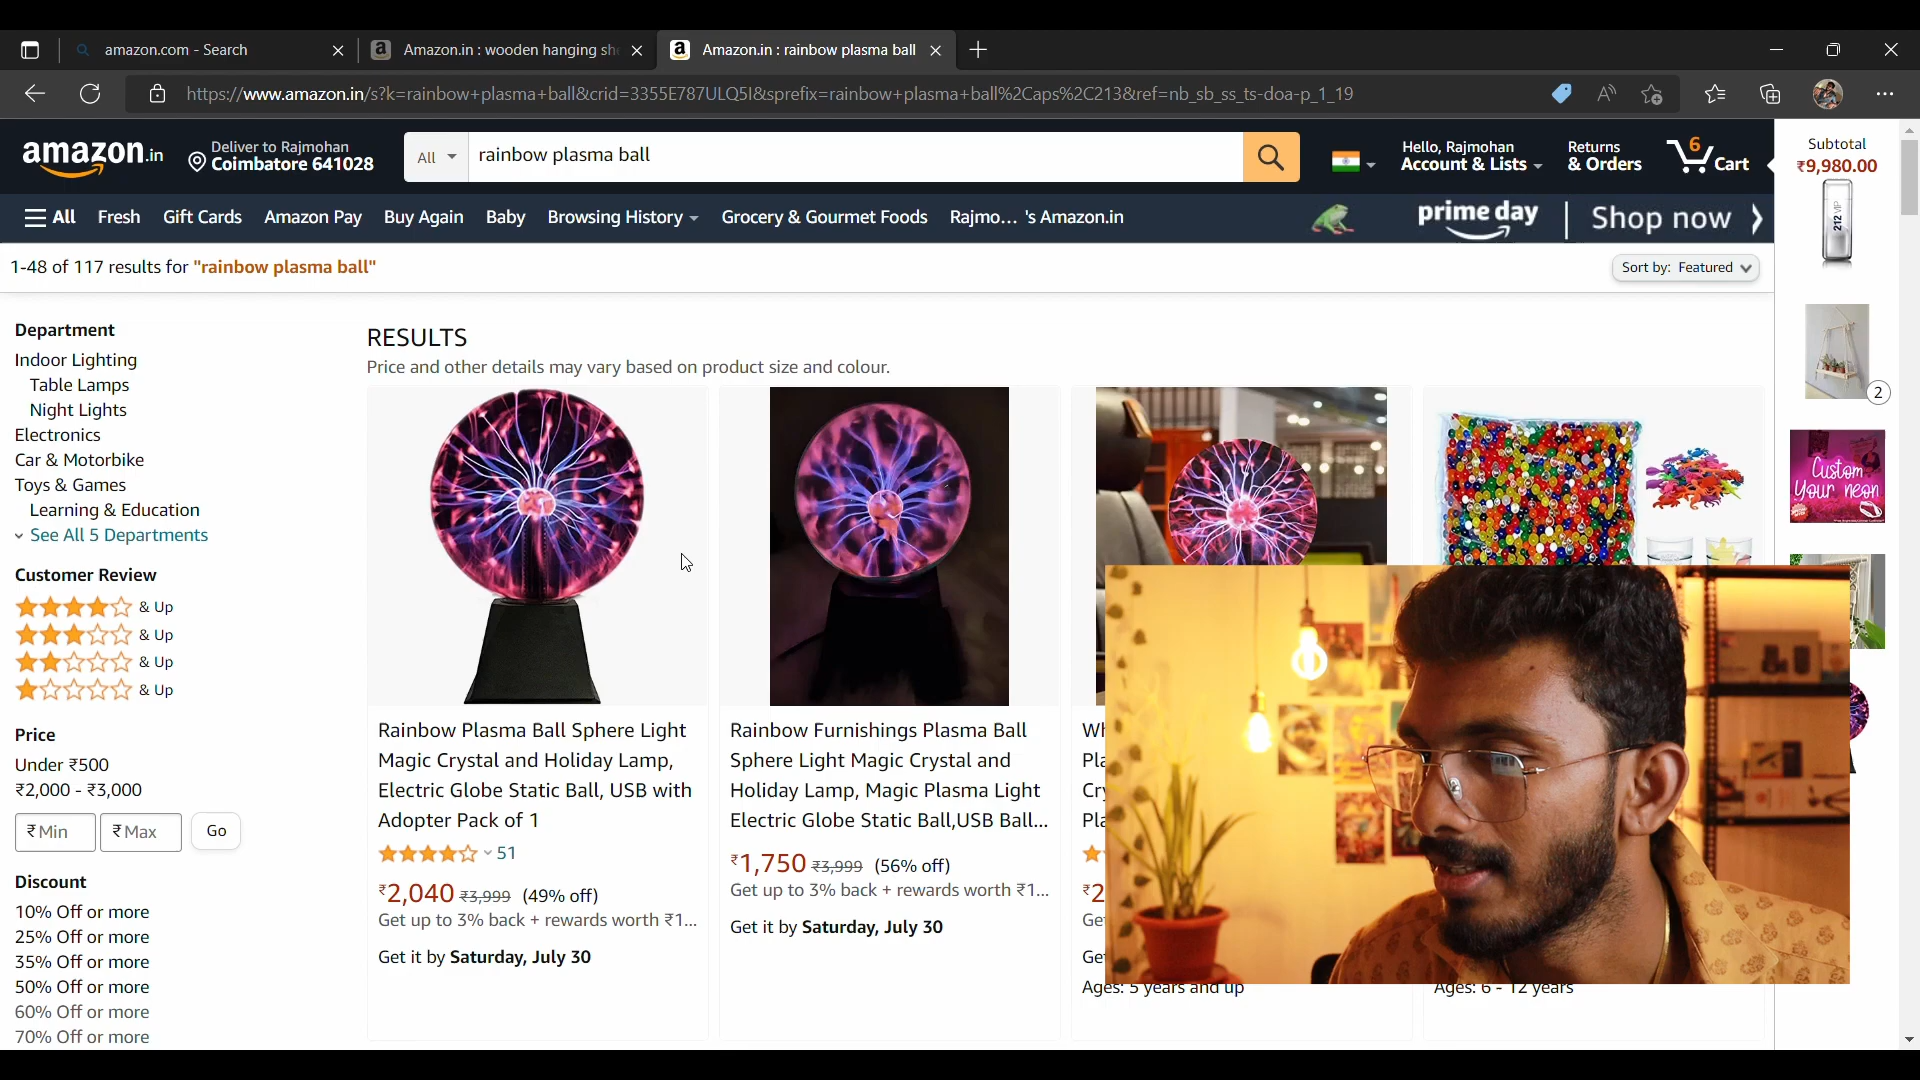 amazon.com - Search
Amazon.in : wooden hanging she
Amazon.in : rainbow plasma ball
https://www.amazon.in/s?k=rainbow+plasma+ball&crid=3355E787ULQ5I&sprefix=rainbow+plasma+ball%2Caps%2C213&ref=nb_sb_ss_ts-doa-p_1_19
amazon.in
Deliver to Rajmohan
Coimbatore 641028
All
rainbow plasma ball
Hello, Rajmohan
Account & Lists
Returns
& Orders
6
Cart
Subtotal
₹9,980.00
All Fresh Gift Cards Amazon Pay Buy Again Baby Browsing History Grocery & Gourmet Foods Rajmo... 's Amazon.in
prime day
Shop now
212 VIP
1-48 of 117 results for "rainbow plasma ball"
Sort by: Featured
2
Custom
Your neon
Department
Indoor Lighting
Table Lamps
Night Lights
Electronics
Car & Motorbike
Toys & Games
Learning & Education
See All 5 Departments
Customer Review
& Up
& Up
& Up
& Up
Price
Under ₹500
₹2,000 - ₹3,000
₹ Min
₹ Max
Go
Discount
10% Off or more
25% Off or more
35% Off or more
50% Off or more
60% Off or more
70% Off or more
RESULTS
Price and other details may vary based on product size and colour.
Rainbow Plasma Ball Sphere Light
Magic Crystal and Holiday Lamp,
Electric Globe Static Ball, USB with
Adopter Pack of 1
51
₹2,040 ₹3,999 (49% off)
Get up to 3% back + rewards worth ₹1...
Get it by Saturday, July 30
Rainbow Furnishings Plasma Ball
Sphere Light Magic Crystal and
Holiday Lamp, Magic Plasma Light
Electric Globe Static Ball,USB Ball...
₹1,750 ₹3,999 (56% off)
Get up to 3% back + rewards worth ₹1...
Get it by Saturday, July 30
Ages: 5 years and up
Ages: 6 - 12 years